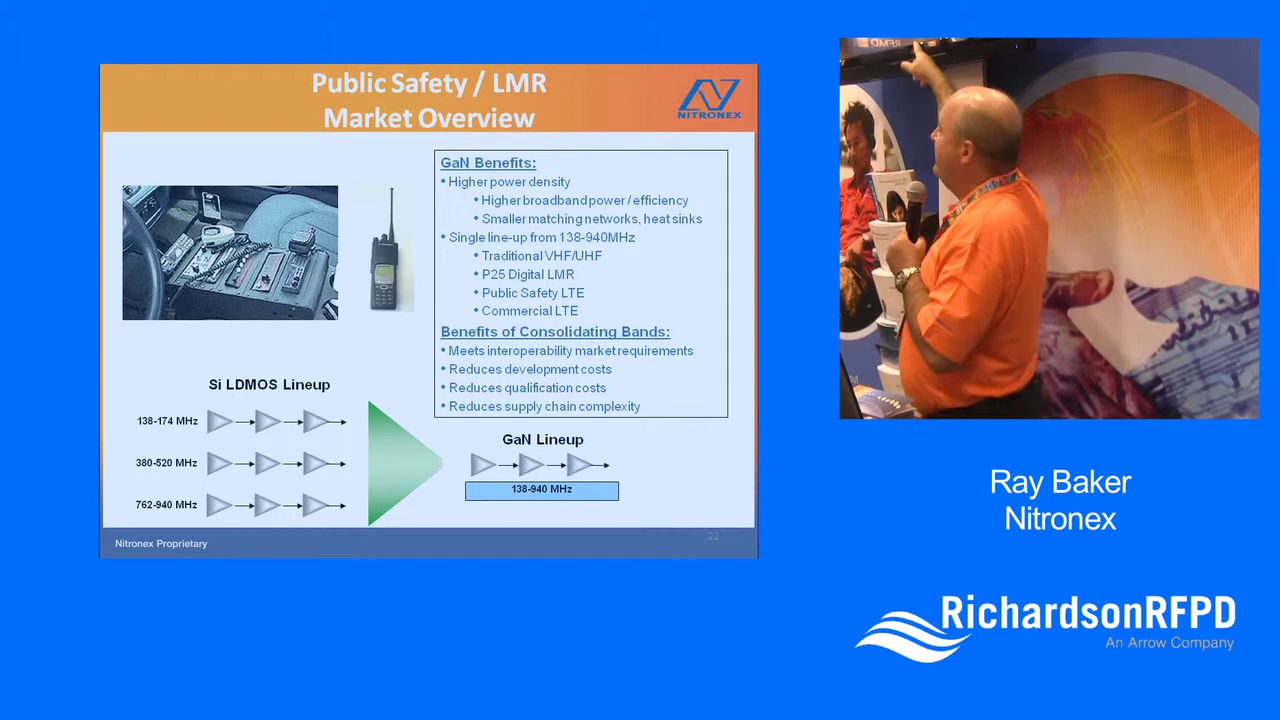 Public Safety / LMR
Market Overview
NITRONEX
GaN Benefits:
• Higher power density
• Higher broadband power / efficiency
• Smaller matching networks, heat sinks
• Single line-up from 138-940MHz
• Traditional VHF/UHF
• P25 Digital LMR
• Public Safety LTE
• Commercial LTE
Benefits of Consolidating Bands:
• Meets interoperability market requirements
• Reduces development costs
• Reduces qualification costs
• Reduces supply chain complexity
Si LDMOS Lineup
138-174 MHz
380-520 MHz
762-940 MHz
GaN Lineup
138-940 MHz
Nitronex Proprietary
22
RFMD
Ray Baker
Nitronex
RichardsonRFPD
An Arrow Company